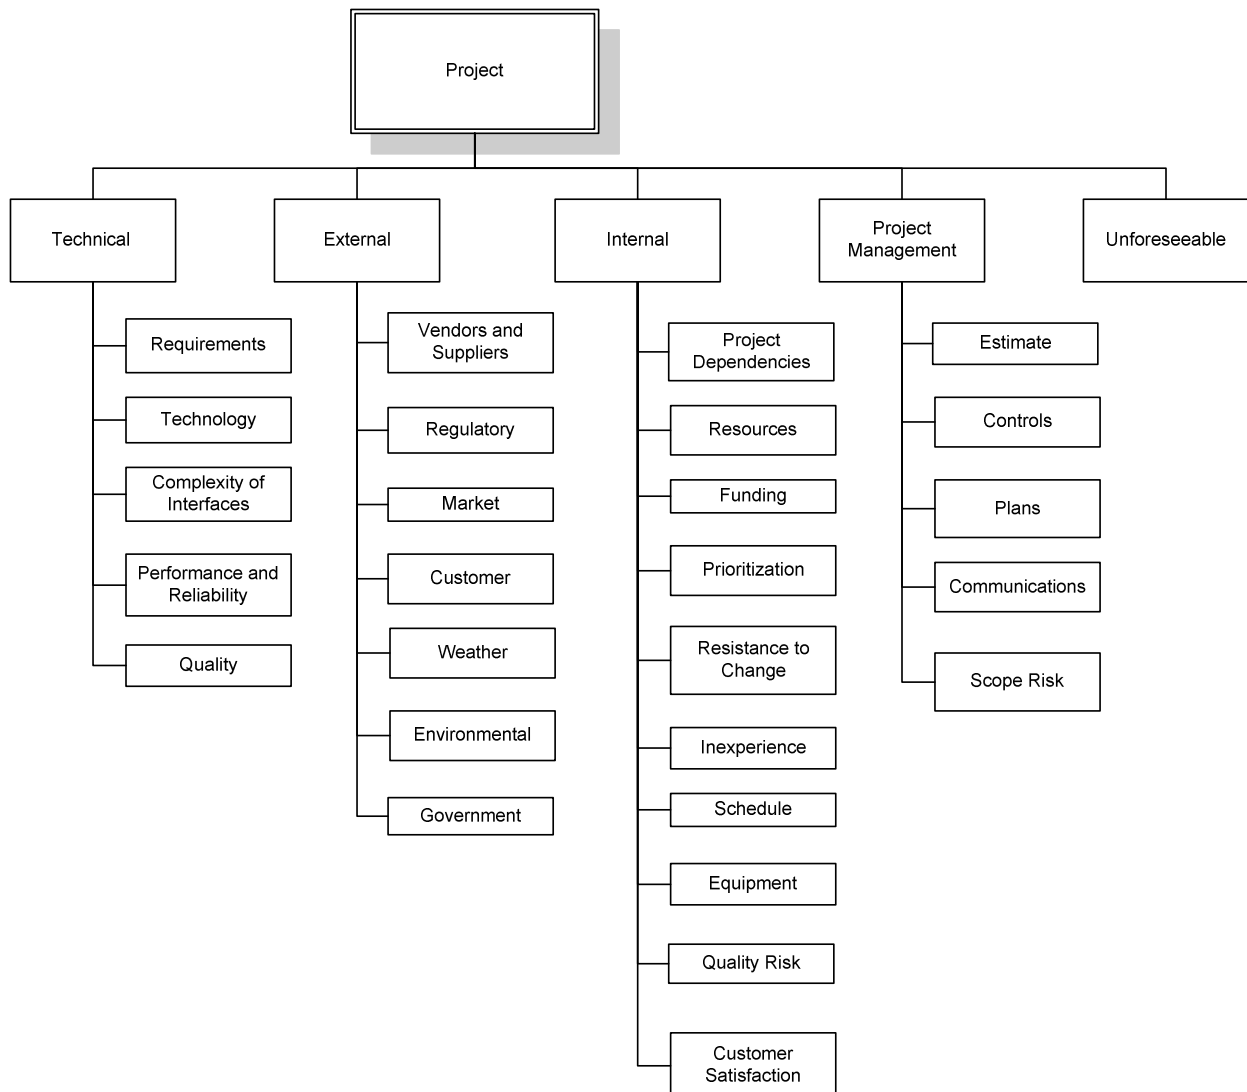 Project
Technical
External
Internal
Project
Management
Unforeseeable
Requirements
Technology
Complexity of
Interfaces
Performance and
Reliability
Quality
Vendors and
Suppliers
Regulatory
Market
Customer
Weather
Environmental
Government
Project
Dependencies
Resources
Funding
Prioritization
Resistance to
Change
Inexperience
Schedule
Equipment
Quality Risk
Customer
Satisfaction
Estimate
Controls
Plans
Communications
Scope Risk